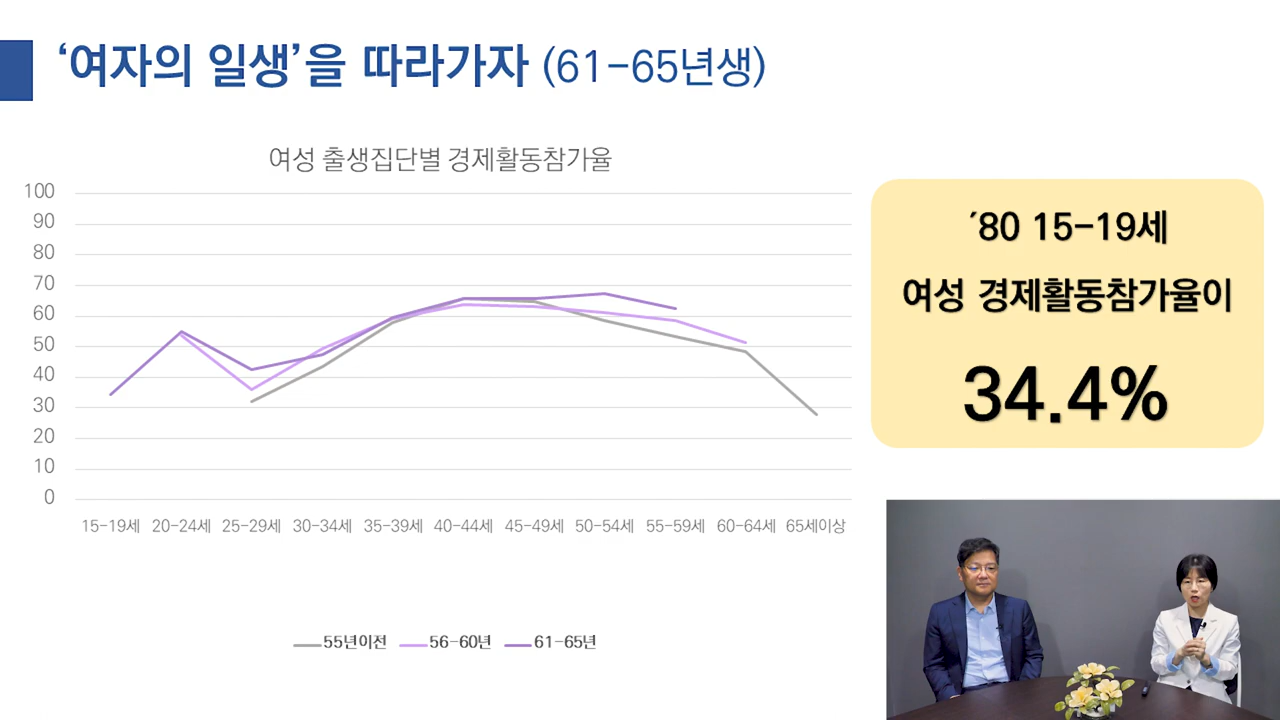 ‘여자의 일생’을 따라가자 (61-65년생)
여성 출생집단별 경제활동참가율
100
90
80
70
60
50
40
30
20
10
0
15-19세 20-24세 25-29세 30-34세 35-39세 40-44세 45-49세 50-54세 55-59세 60-64세 65세이상
55년이전 56-60년 61-65년
´80 15-19세
여성 경제활동참가율이
34.4%